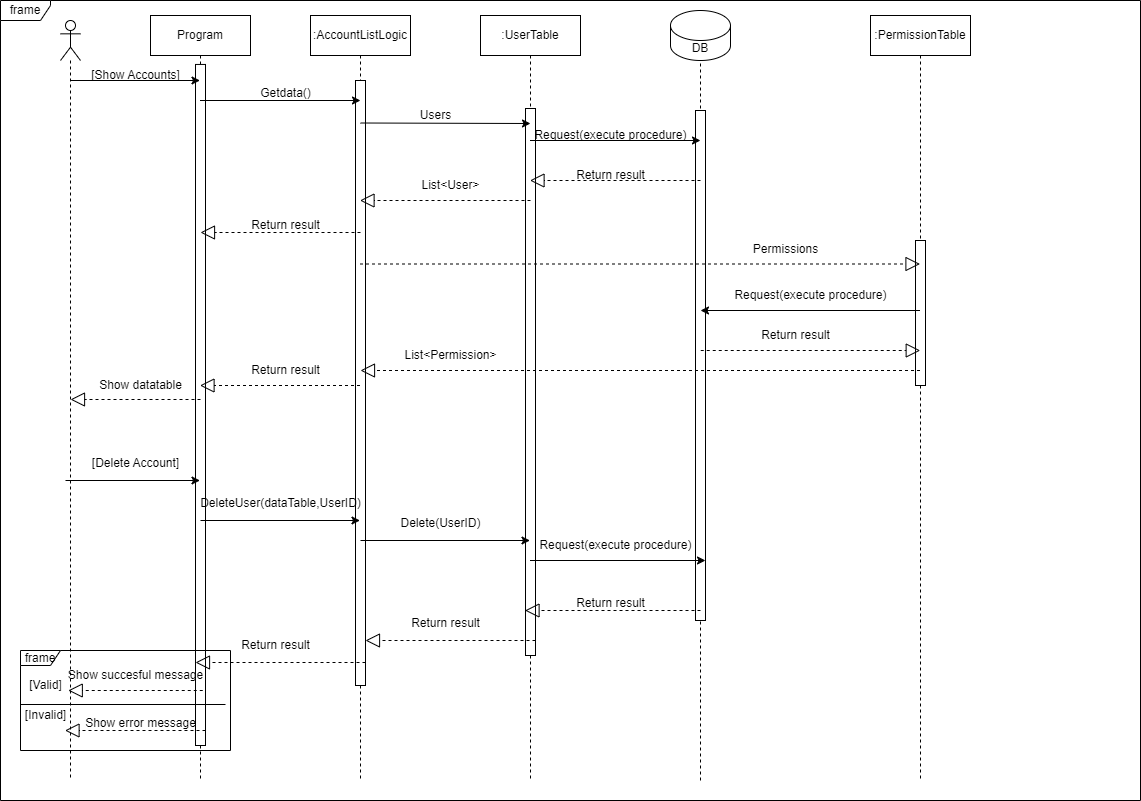 frame
Program
:AccountListLogic
:UserTable
DB
:PermissionTable
[Show Accounts]
Getdata()
Users
Request(execute procedure)
Return result
List<User>
Return result
Permissions
Request(execute procedure)
Return result
List<Permission>
Return result
Show datatable
[Delete Account]
DeleteUser(dataTable,UserID)
Delete(UserID)
Request(execute procedure)
Return result
Return result
Return result
frame
Show succesful message
[Valid]
[Invalid]
Show error message